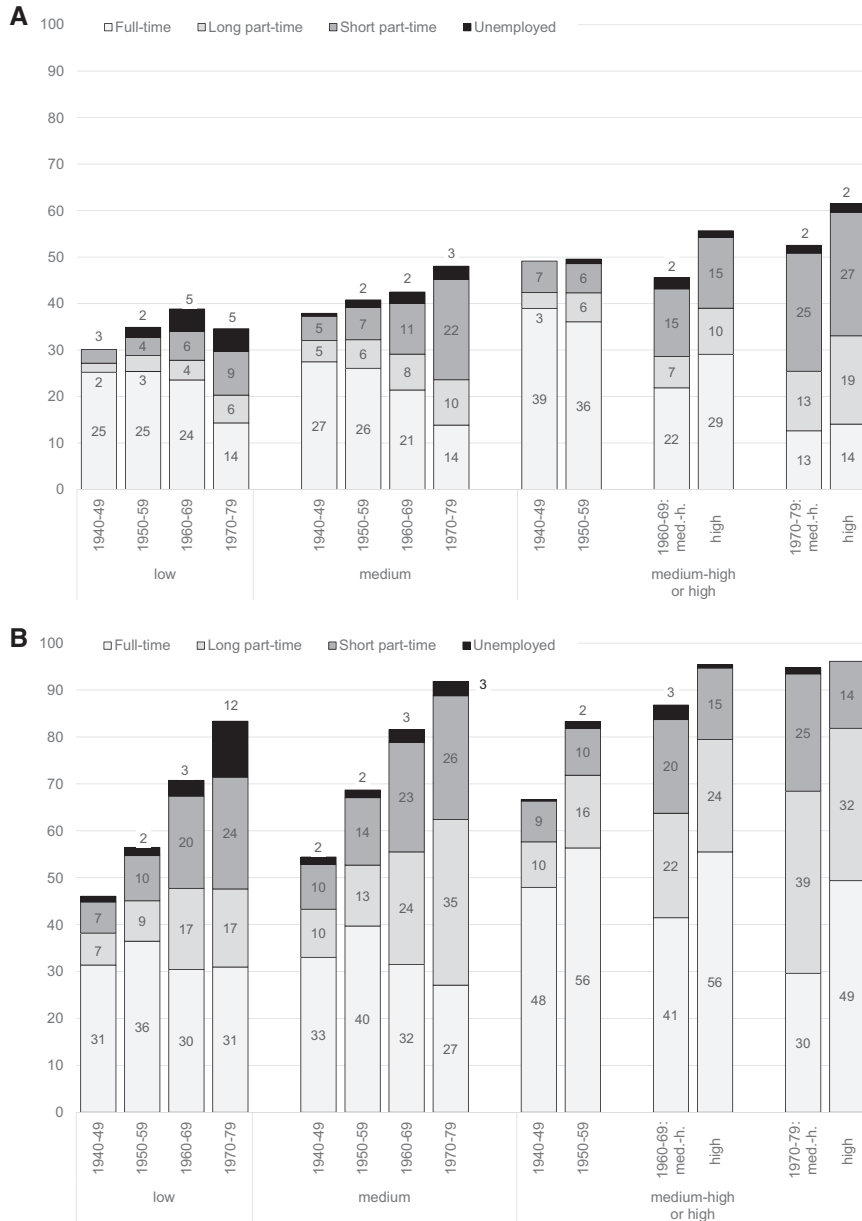 A
Full-time Long part-time Short part-time Unemployed
100
90
80
70
60
50
40
30
20
10
0
3 2 25
2 4 3 25
5 6 4 24
5 9 6 14
5 5 27
2 7 6 26
2 11 8 21
3 22 10 14
7 3 39
6 6 36
2 15 7 22
15 10 29
2 25 13 13
2 27 19 14
1940-49 1950-59 1960-69 1970-79 1940-49 1950-59 1960-69 1970-79 1940-49 1950-59 1960-69: med.-h. high 1970-79: med.-h. high
low medium medium-high
or high
B
Full-time Long part-time Short part-time Unemployed
100
90
80
70
60
50
40
30
20
10
0
7 7 31
2 10 9 36
3 20 17 30
12 24 17 31
2 10 10 33
2 14 13 40
3 23 24 32
3 26 35 27
9 10 48
2 10 16 56
3 20 22 41
15 24 56
25 39 30
14 32 49
1940-49 1950-59 1960-69 1970-79 1940-49 1950-59 1960-69 1970-79 1940-49 1950-59 1960-69: med.-h. high 1970-79: med.-h. high
low medium medium-high
or high